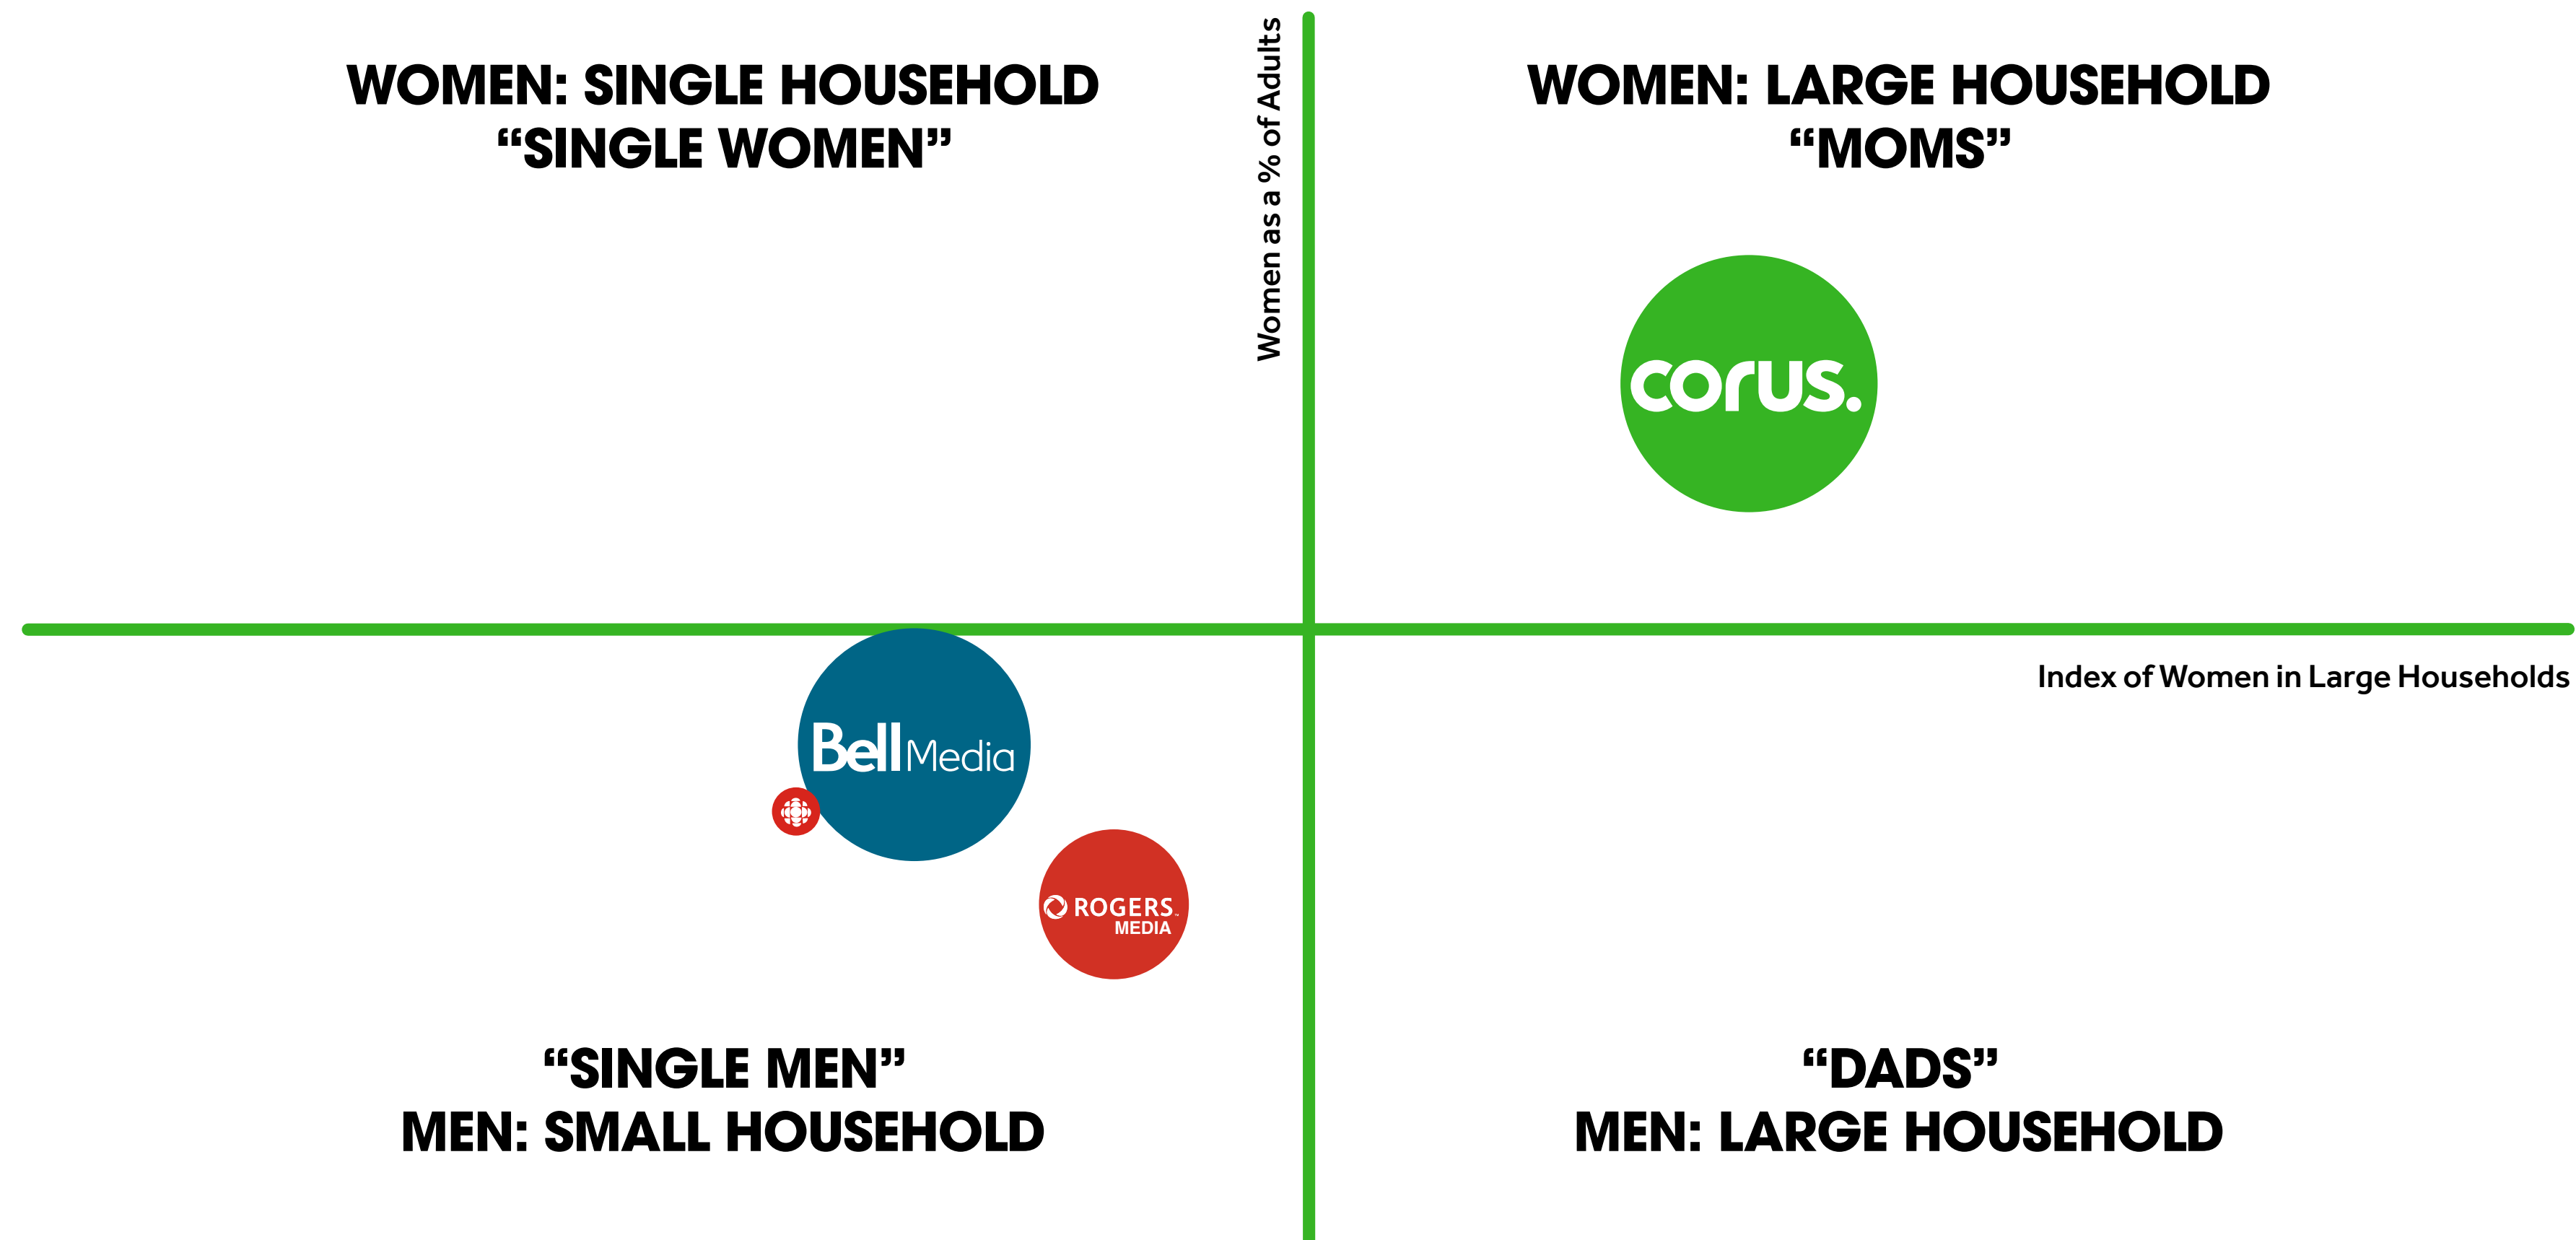 WOMEN: SINGLE HOUSEHOLD
“SINGLE WOMEN”
Women as a % of Adults
WOMEN: LARGE HOUSEHOLD
“MOMS”
corus.
Index of Women in Large Households
Bell Media
ROGERS™
MEDIA
“SINGLE MEN”
MEN: SMALL HOUSEHOLD
“DADS”
MEN: LARGE HOUSEHOLD